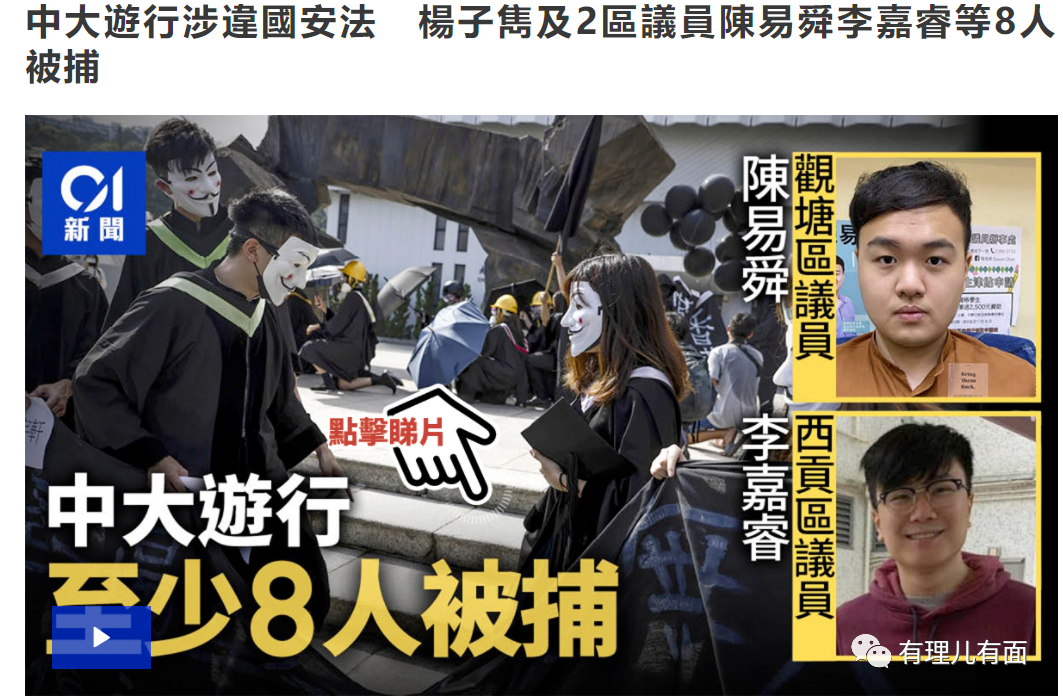 中大遊行涉違國安法　楊子雋及2區議員陳易舜李嘉睿等8人
被捕
01
新聞
陳易舜
觀塘區議員
點擊睇片
中大遊行
至少8人被捕
李嘉睿
西貢區議員
Bring
Them
Back.
有理儿有面